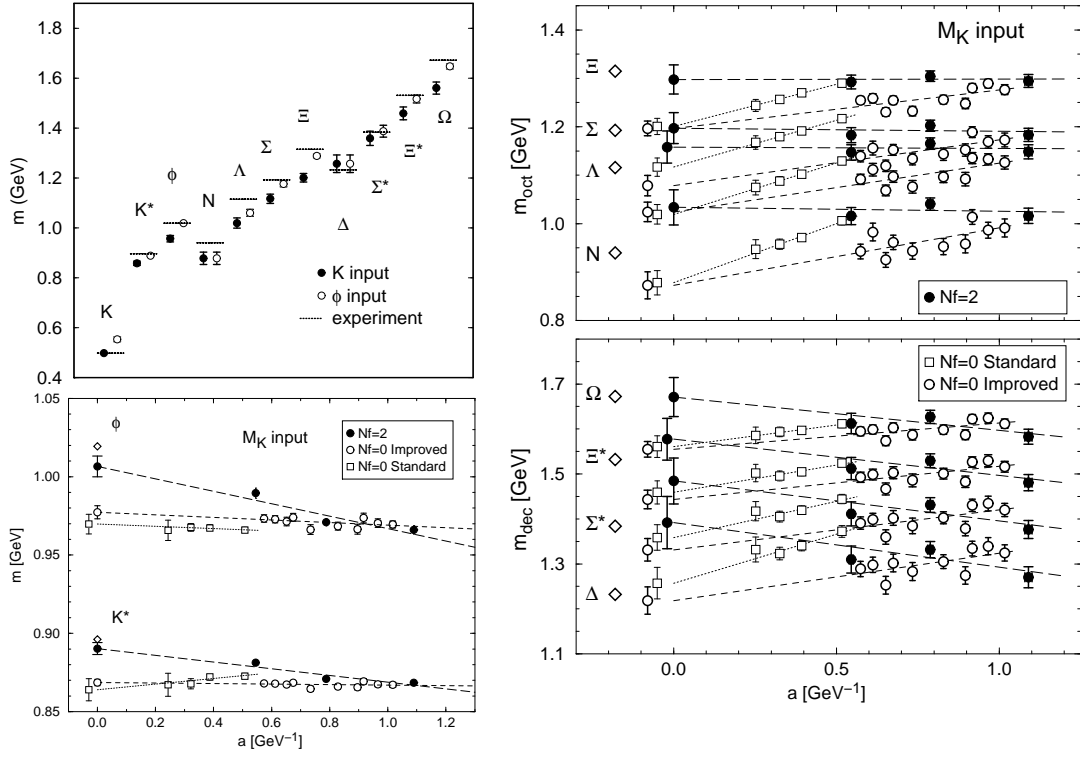 1.8
1.6
1.4
1.2
1.0
0.8
0.6
0.4
m (GeV)
K
K*
ϕ
N
Λ
Σ
Ξ
Δ
Σ*
Ξ*
Ω
K input
ϕ input
experiment
1.05
1.00
0.95
0.90
0.85
m [GeV]
ϕ
M_K input
Nf=2
Nf=0 Improved
Nf=0 Standard
K*
0.0 0.2 0.4 0.6 0.8 1.0 1.2
a [GeV⁻¹]
1.4
1.2
1.0
0.8
m_oct [GeV]
M_K input
Ξ
Σ
Λ
N
Nf=2
1.7
1.5
1.3
1.1
m_dec [GeV]
Nf=0 Standard
Nf=0 Improved
Ω
Ξ*
Σ*
Δ
0.0 0.5 1.0
a [GeV⁻¹]